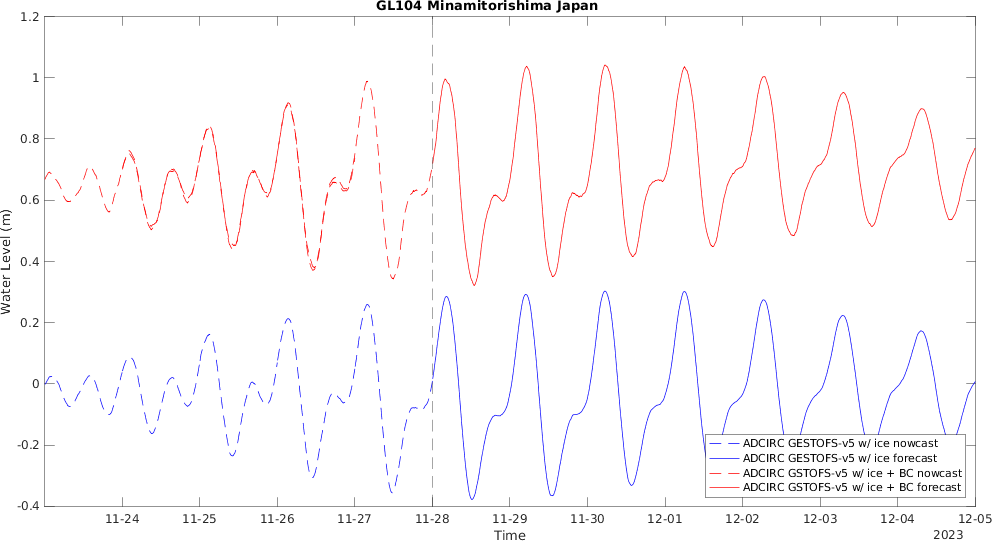 GL104 Minamitorishima Japan
1.2
1
0.8
0.6
0.4
0.2
0
-0.2
-0.4
Water Level (m)
ADCIRC GESTOFS-v5 w/ ice nowcast
ADCIRC GESTOFS-v5 w/ ice forecast
ADCIRC GSTOFS-v5 w/ ice + BC nowcast
ADCIRC GSTOFS-v5 w/ ice + BC forecast
11-24 11-25 11-26 11-27 11-28 11-29 11-30 12-01 12-02 12-03 12-04 12-05
Time
2023